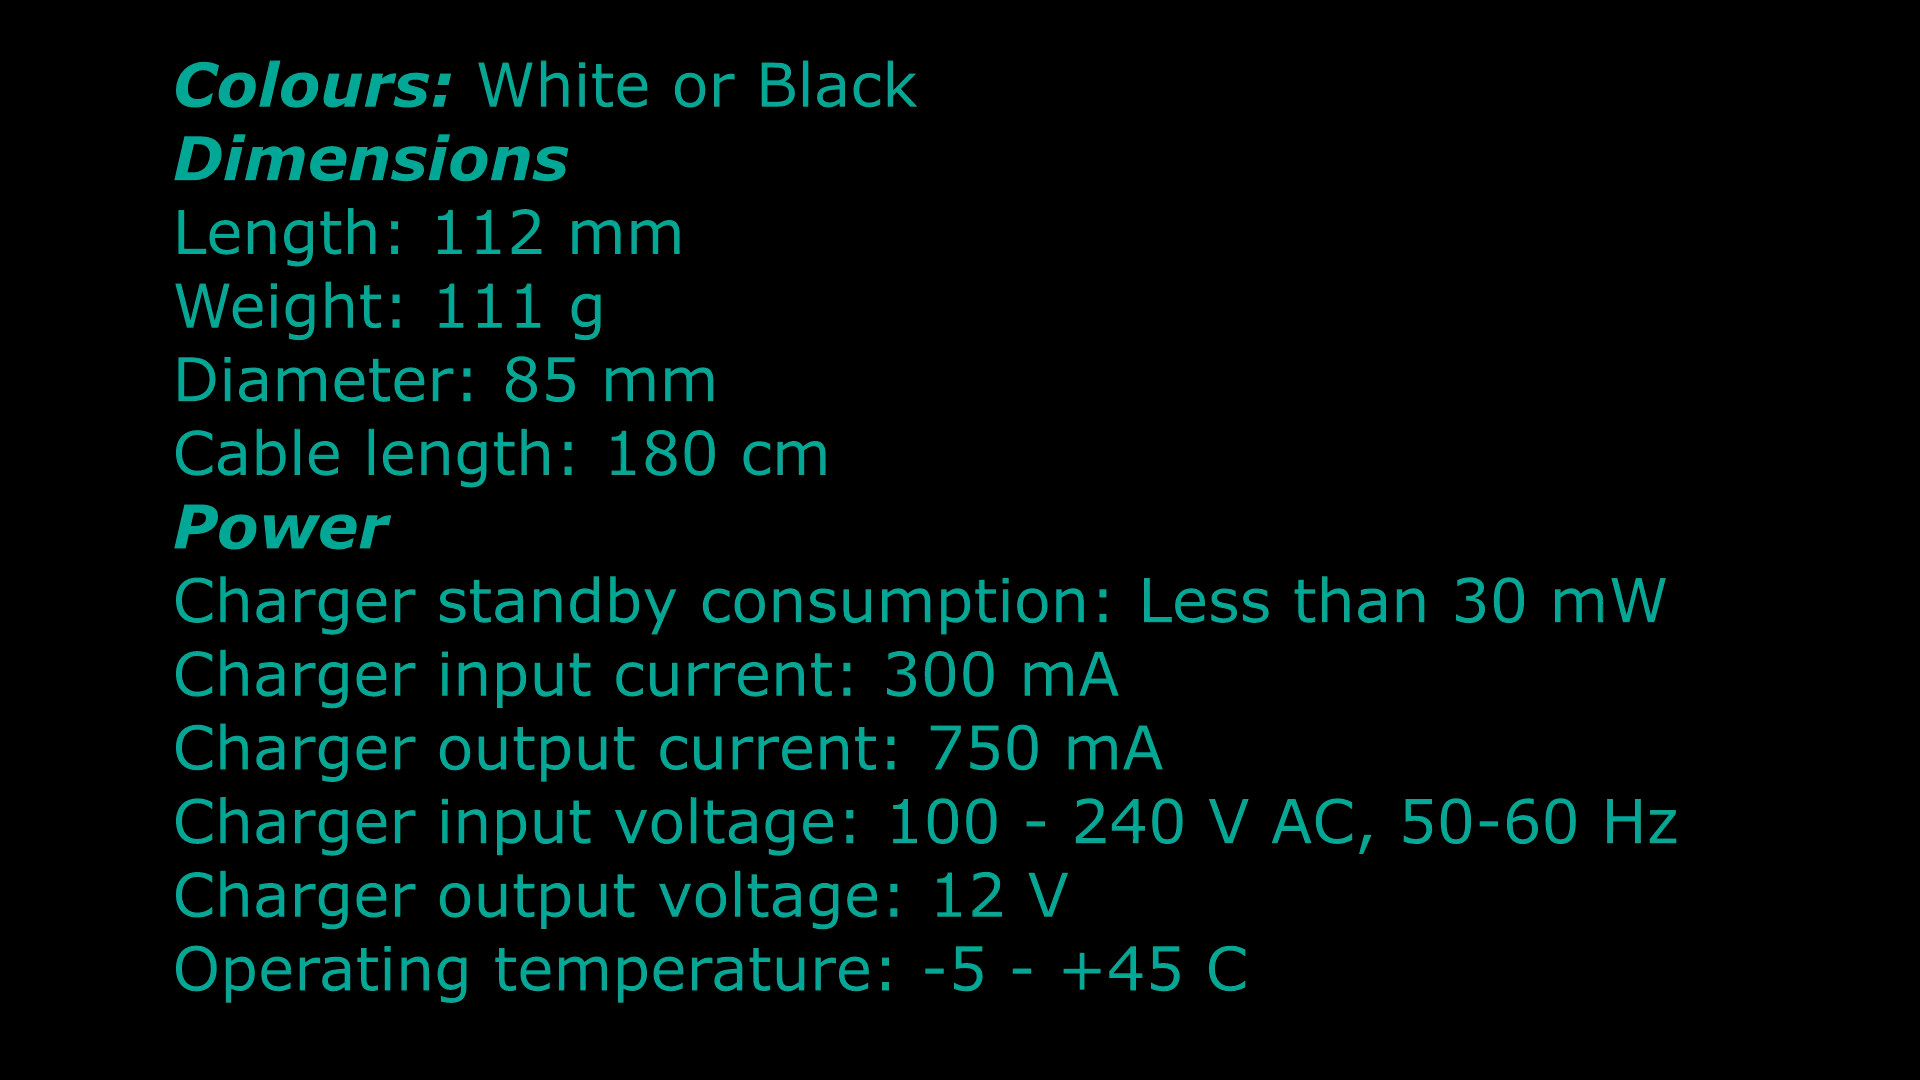 Colours: White or Black
Dimensions
Length: 112 mm
Weight: 111 g
Diameter: 85 mm
Cable length: 180 cm
Power
Charger standby consumption: Less than 30 mW
Charger input current: 300 mA
Charger output current: 750 mA
Charger input voltage: 100 - 240 V AC, 50-60 Hz
Charger output voltage: 12 V
Operating temperature: -5 - +45 C